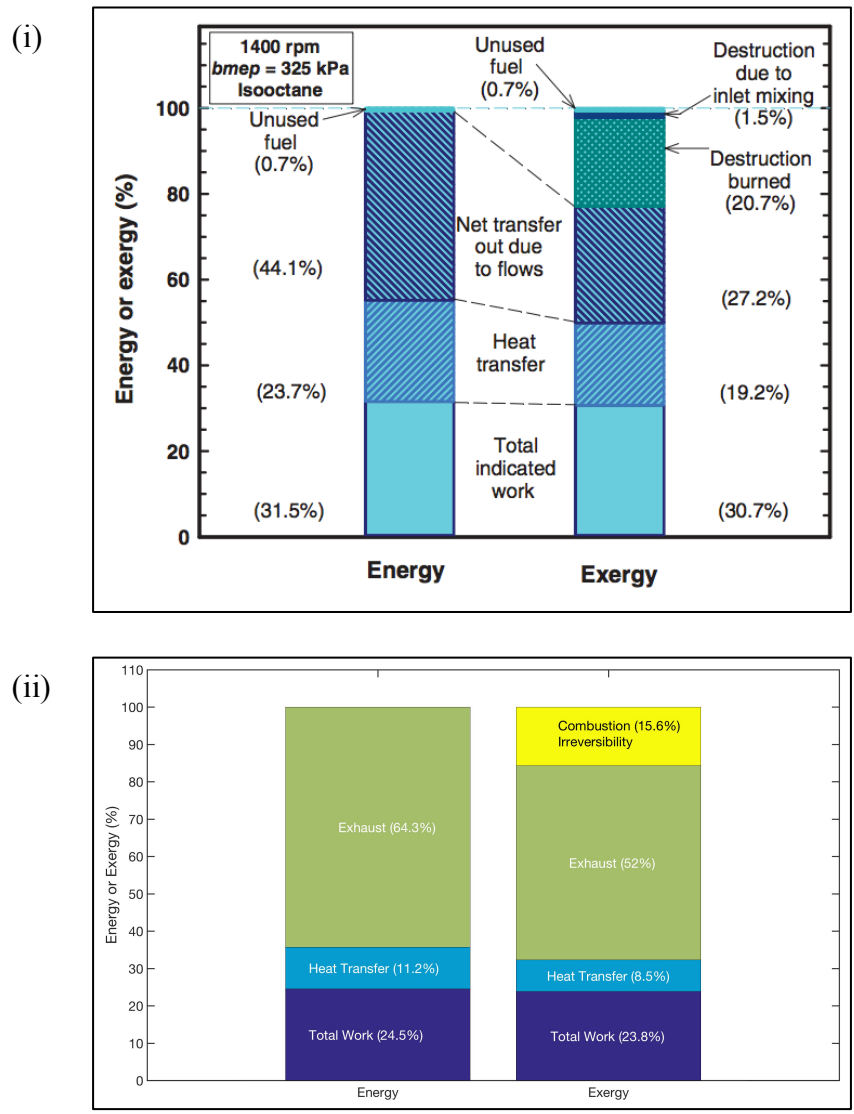 (i)
1400 rpm
bmep = 325 kPa
Isooctane
Unused
fuel
(0.7%)
Destruction
due to
inlet mixing
(1.5%)
Unused
fuel
(0.7%)
Destruction
burned
(20.7%)
Net transfer
out due
to flows
(44.1%)
(27.2%)
Heat
transfer
(23.7%)
(19.2%)
Total
indicated
work
(31.5%)
(30.7%)
100
80
60
40
20
0
Energy or exergy (%)
Energy
Exergy
(ii)
110
100
90
80
70
60
50
40
30
20
10
0
Energy or Exergy (%)
Combustion (15.6%)
Irreversibility
Exhaust (64.3%)
Exhaust (52%)
Heat Transfer (11.2%)
Heat Transfer (8.5%)
Total Work (24.5%)
Total Work (23.8%)
Energy
Exergy